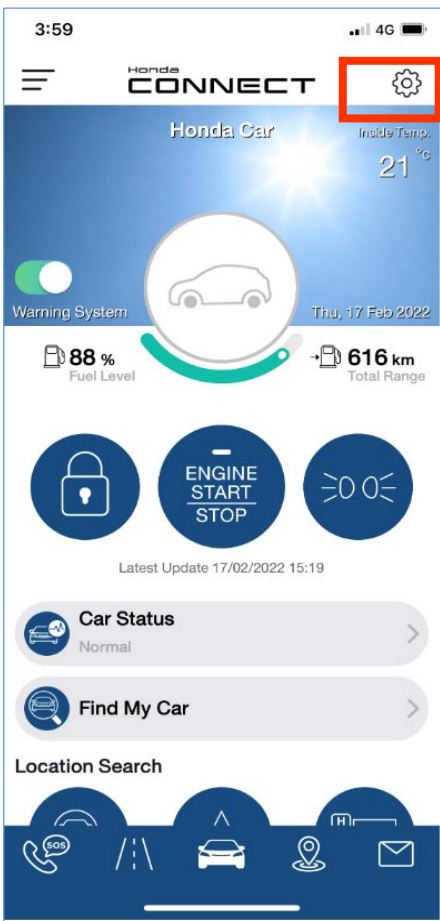 3:59
4G
Honda
CONNECT
Honda Car
Inside Temp.
21 °C
Warning System
Thu, 17 Feb 2022
88 %
Fuel Level
616 km
Total Range
ENGINE
START
STOP
Latest Update 17/02/2022 15:19
Car Status
Normal
Find My Car
Location Search
H
SOS